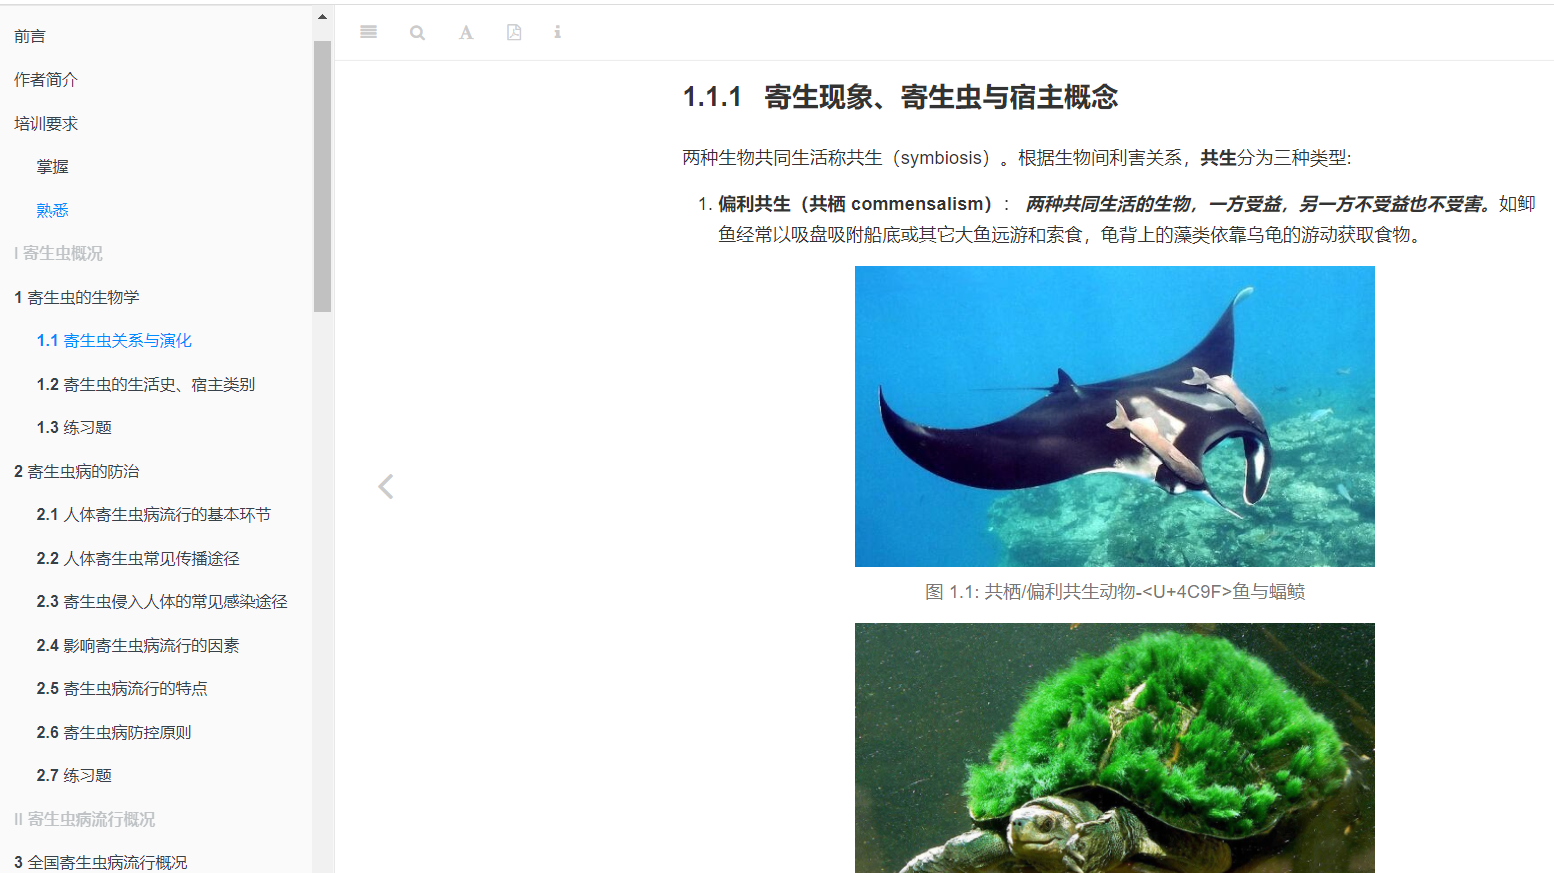 前言
作者简介
培训要求
掌握
熟悉
I 寄生虫概况
1 寄生虫的生物学
1.1 寄生虫关系与演化
1.2 寄生虫的生活史、宿主类别
1.3 练习题
2 寄生虫病的防治
2.1 人体寄生虫病流行的基本环节
2.2 人体寄生虫常见传播途径
2.3 寄生虫侵入人体的常见感染途径
2.4 影响寄生虫病流行的因素
2.5 寄生虫病流行的特点
2.6 寄生虫病防控原则
2.7 练习题
II 寄生虫病流行概况
3 全国寄生虫病流行概况
1.1.1 寄生现象、寄生虫与宿主概念
两种生物共同生活称共生（symbiosis）。根据生物间利害关系，共生分为三种类型:
1. 偏利共生（共栖 commensalism）： 两种共同生活的生物，一方受益，另一方不受益也不受害。如䲟
鱼经常以吸盘吸附船底或其它大鱼远游和索食，龟背上的藻类依靠乌龟的游动获取食物。
图 1.1: 共栖/偏利共生动物-<U+4C9F>鱼与蝠鲼